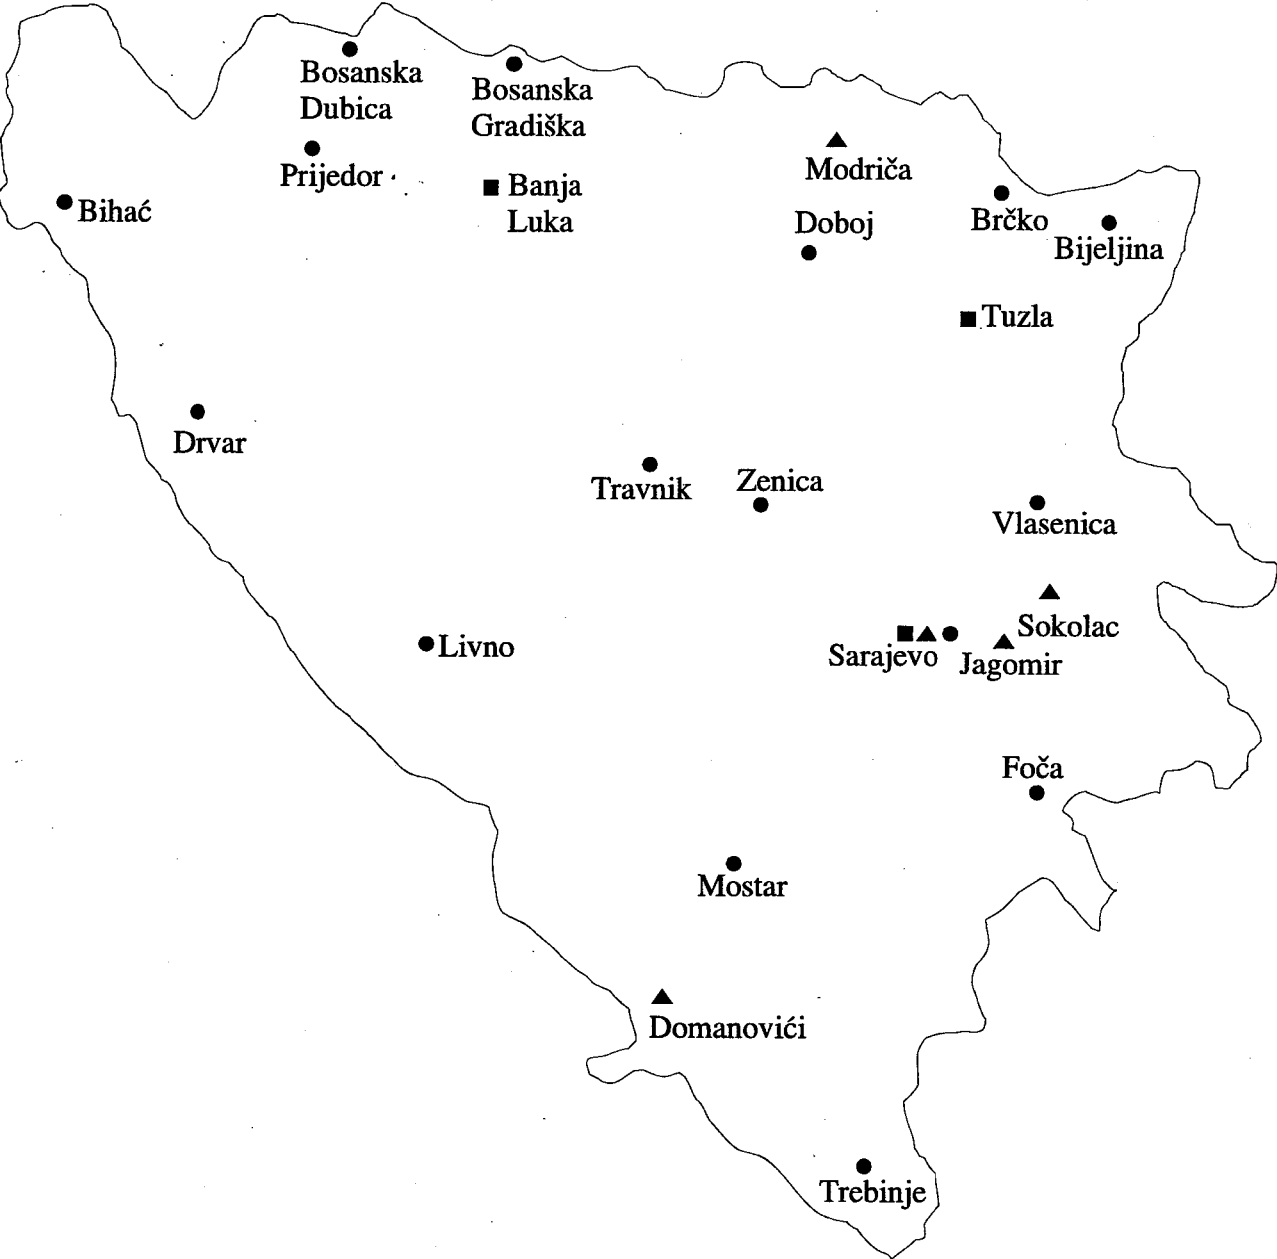 Bosanska
Dubica
Bosanska
Gradiška
Prijedor
Banja
Luka
Modriča
Bihać
Brčko
Doboj
Bijeljina
Tuzla
Drvar
Travnik
Zenica
Vlasenica
Sokolac
Livno
Sarajevo
Jagomir
Foča
Mostar
Domanovići
Trebinje